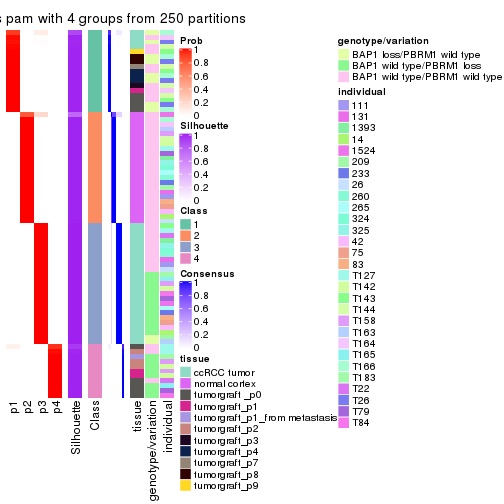 s pam with 4 groups from 250 partitions
p1
p2
p3
p4
Silhouette
Class
tissue
genotype/variation
individual
Prob
1
0.8
0.6
0.4
0.2
0
Silhouette
1
0.8
0.6
0.4
0.2
0
Class
1
2
3
4
Consensus
1
0.8
0.6
0.4
0.2
0
tissue
ccRCC tumor
normal cortex
tumorgraft_p0
tumorgraft_p1
tumorgraft_p1_from metastasis
tumorgraft_p2
tumorgraft_p3
tumorgraft_p4
tumorgraft_p7
tumorgraft_p8
tumorgraft_p9
genotype/variation
BAP1 loss/PBRM1 wild type
BAP1 wild type/PBRM1 loss
BAP1 wild type/PBRM1 wild type
individual
111
131
1393
14
1524
209
233
26
260
265
324
325
42
75
83
T127
T142
T143
T144
T158
T163
T164
T165
T166
T183
T22
T26
T79
T84